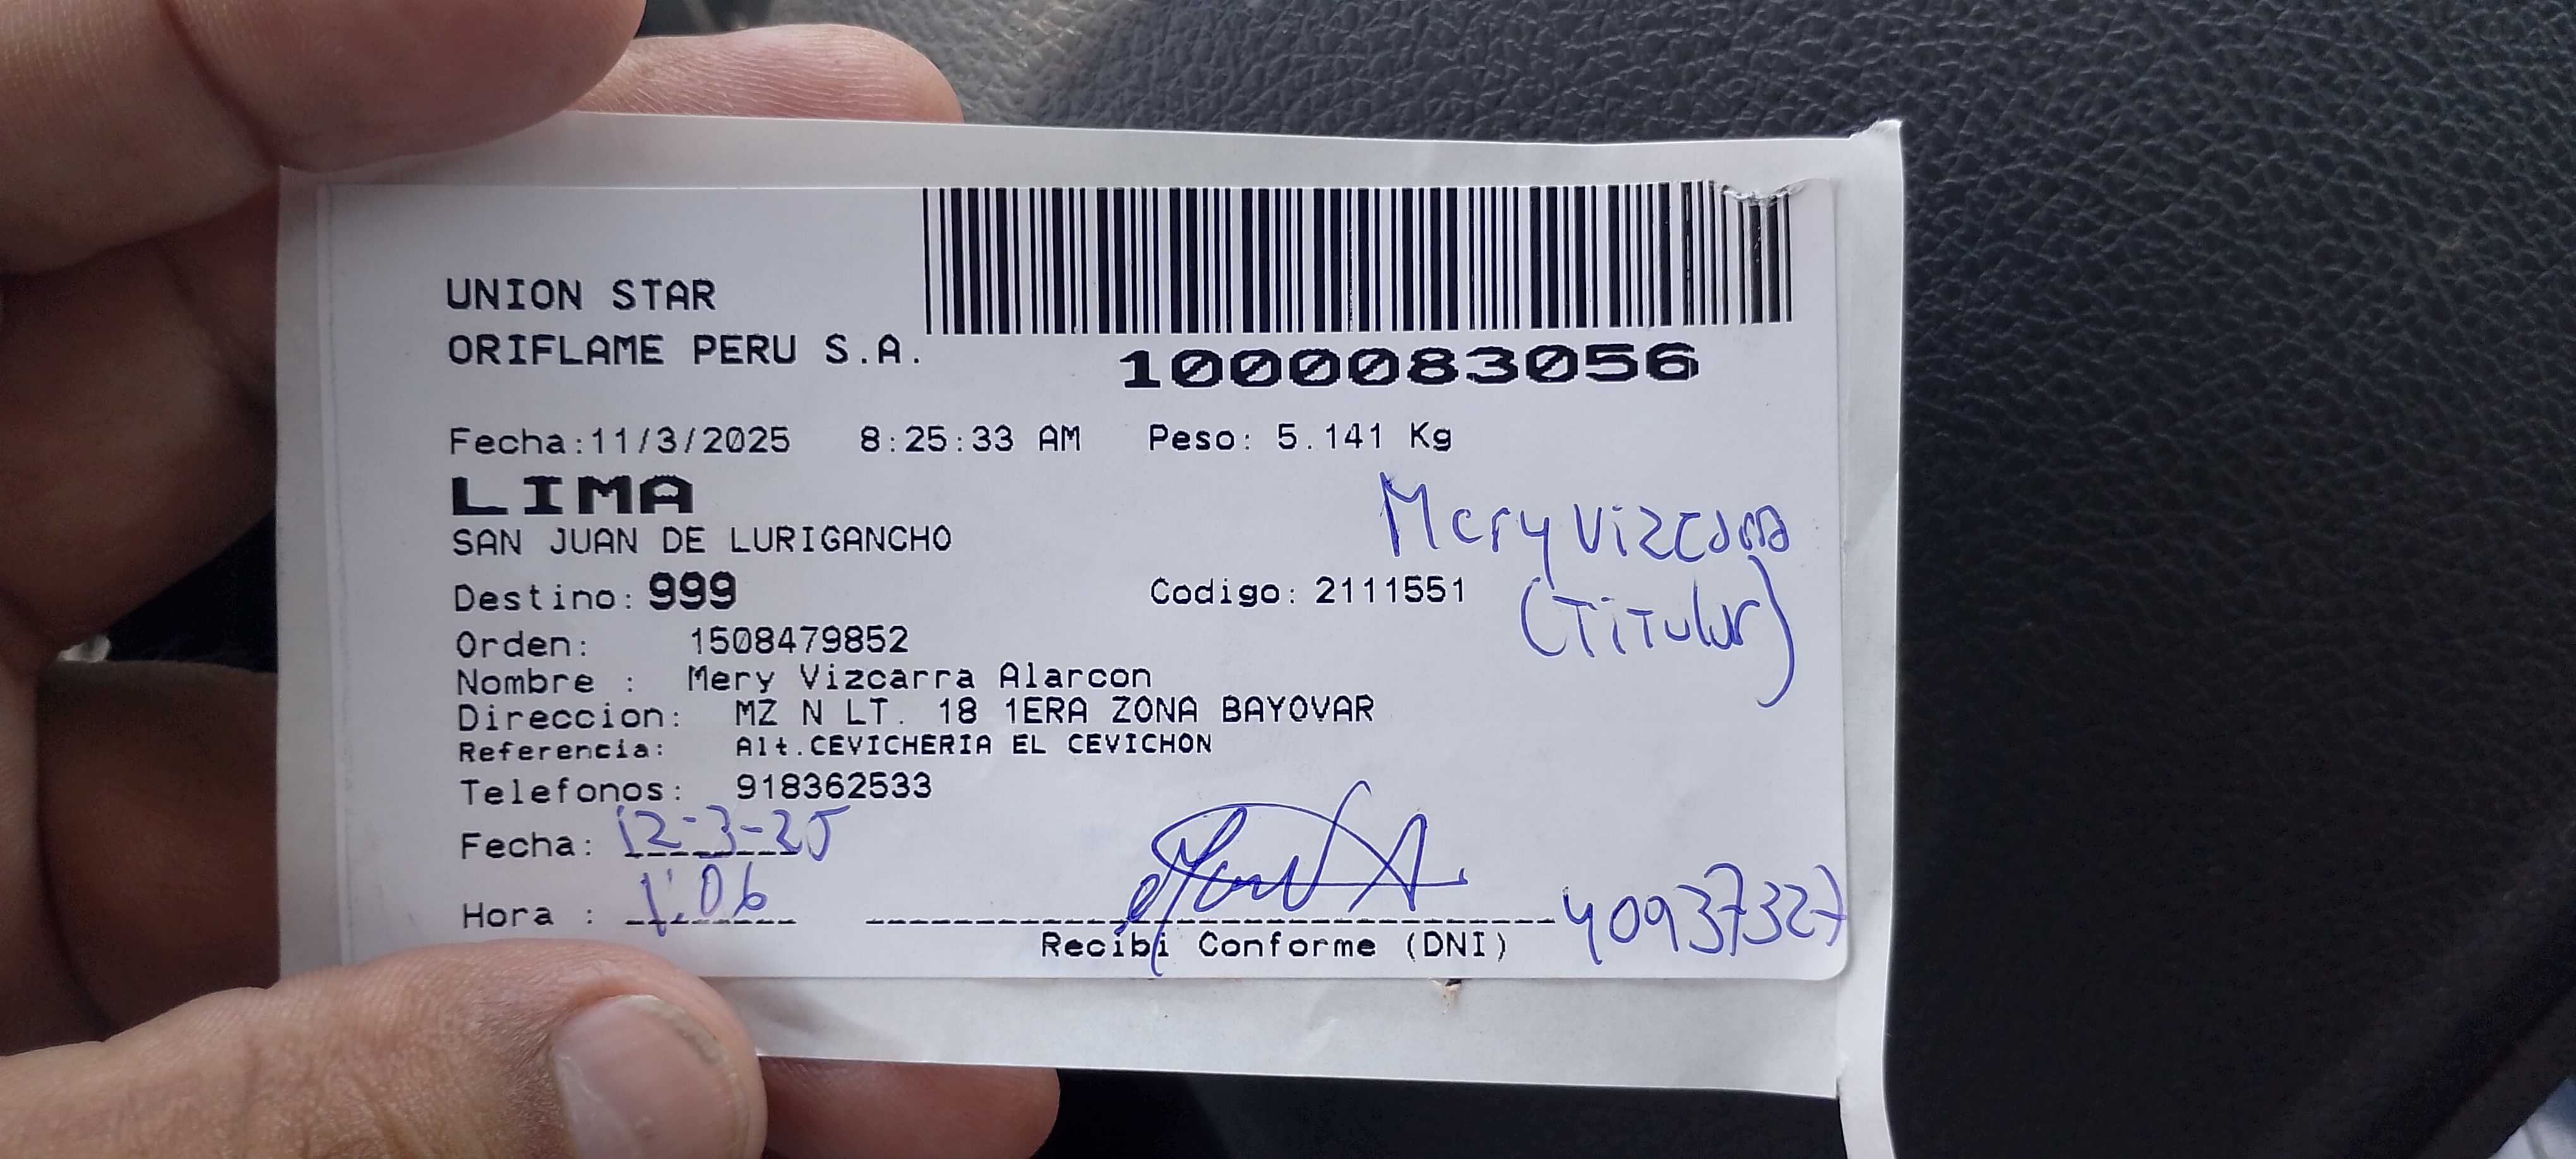 UNION STAR
ORIFLAME PERU S.A.
1000083056
Fecha:11/3/2025 8:25:33 AM Peso: 5.141 Kg
LIMA
SAN JUAN DE LURIGANCHO
Mery Vizcarra
(Titular)
Destino: 999 Codigo: 2111551
Orden: 1508479852
Nombre : Mery Vizcarra Alarcon
Direccion: MZ N LT. 18 1ERA ZONA BAYOVAR
Referencia: Alt.CEVICHERIA EL CEVICHON
Telefonos: 918362533
Fecha: 12-3-25
Hora : 1:06
40937327
Recibi Conforme (DNI)